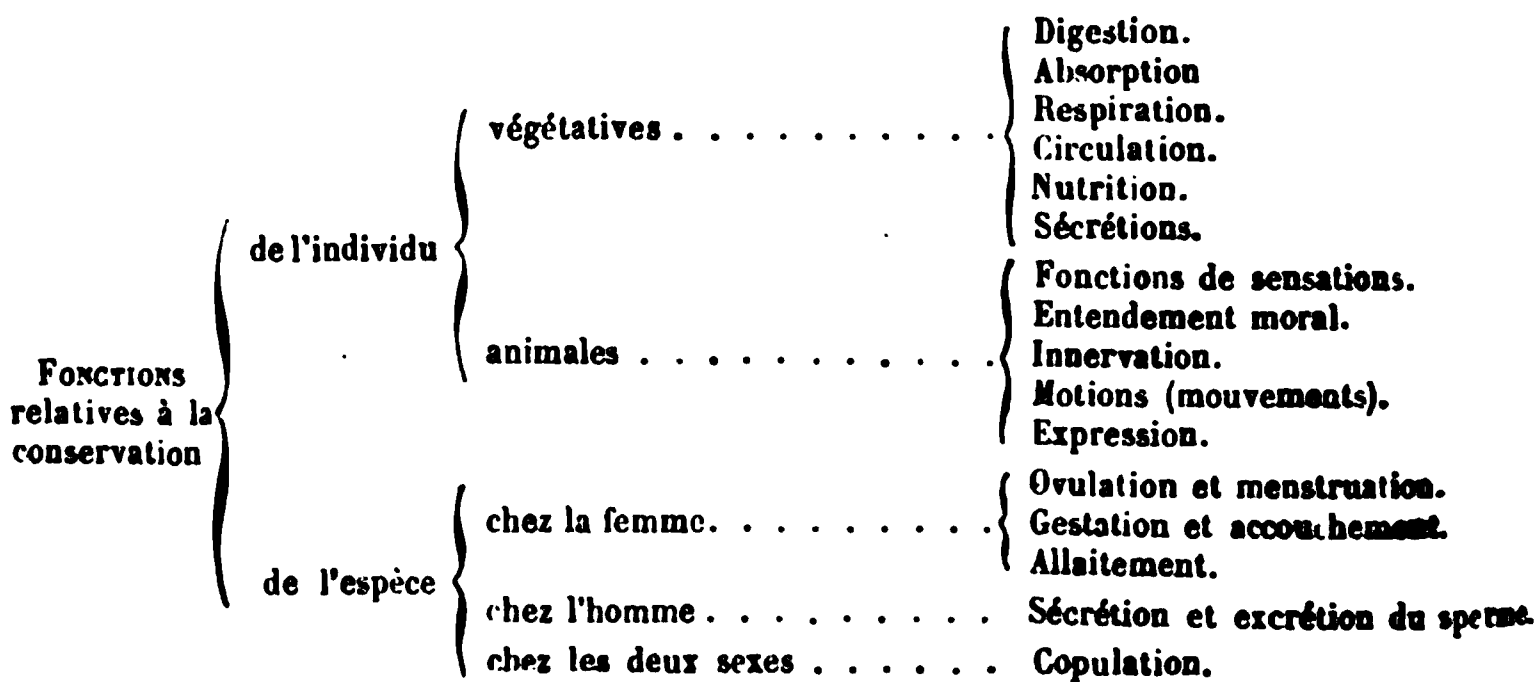 Digestion.
Absorption
végétatives . . . . . . . . . . Respiration.
Circulation.
Nutrition.
Sécrétions.
de l'individu
Fonctions de sensations.
Entendement moral.
animales . . . . . . . . . . Innervation.
Motions (mouvements).
Expression.
FONCTIONS
relatives à la
conservation
Ovulation et menstruation.
chez la femme. . . . . . . . . Gestation et accouchement.
Allaitement.
de l'espèce
chez l'homme . . . . . . . . . Sécrétion et excrétion du sperme.
chez les deux sexes . . . . . . Copulation.